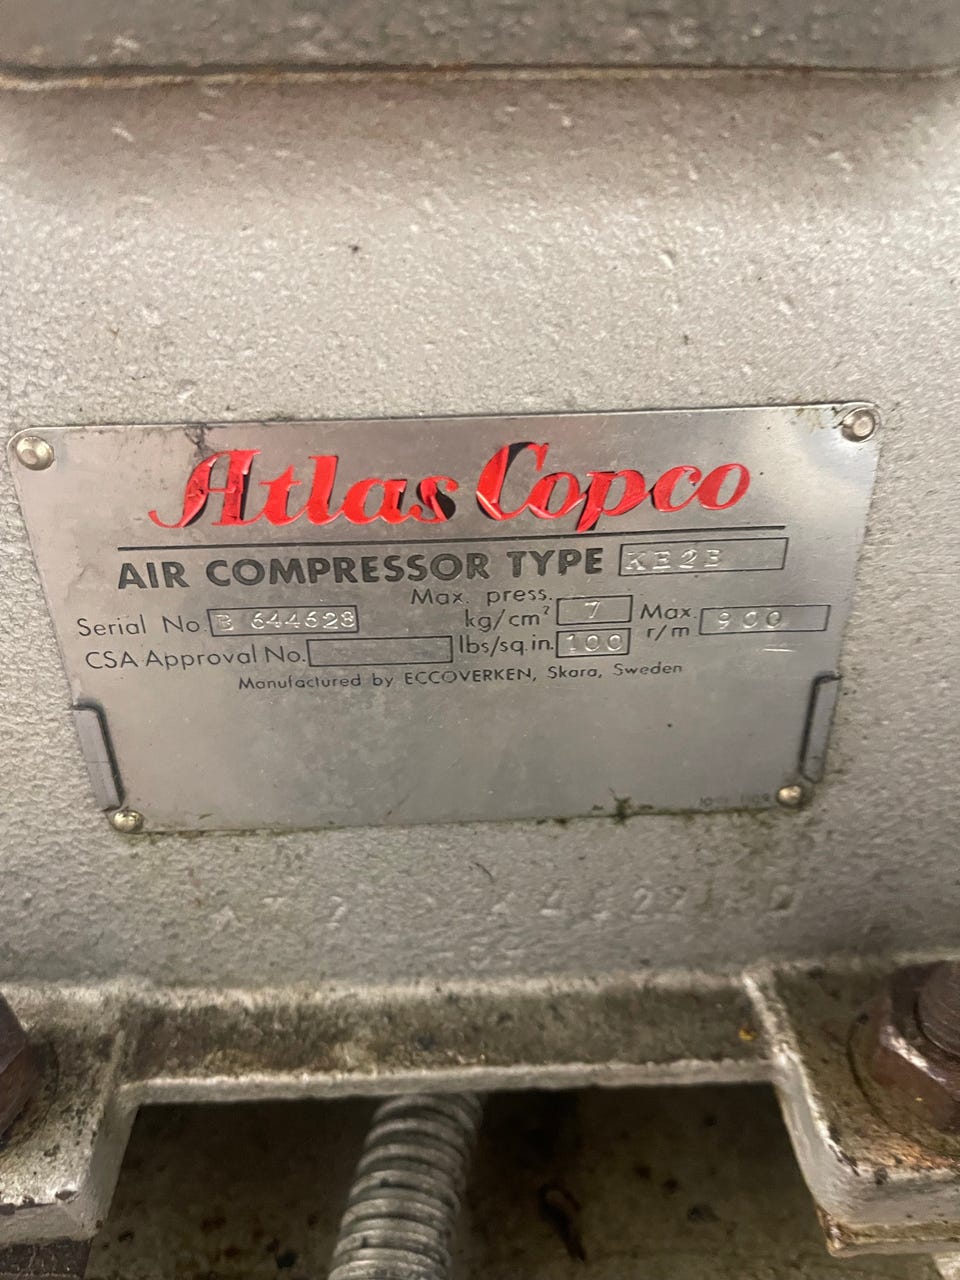 Atlas Copco
AIR COMPRESSOR TYPE KE2E
Max. press.
Serial No. B 644628 kg/cm² 7 Max. r/m 900
CSA Approval No. lbs/sq.in. 100
Manufactured by ECCOVERKEN, Skara, Sweden